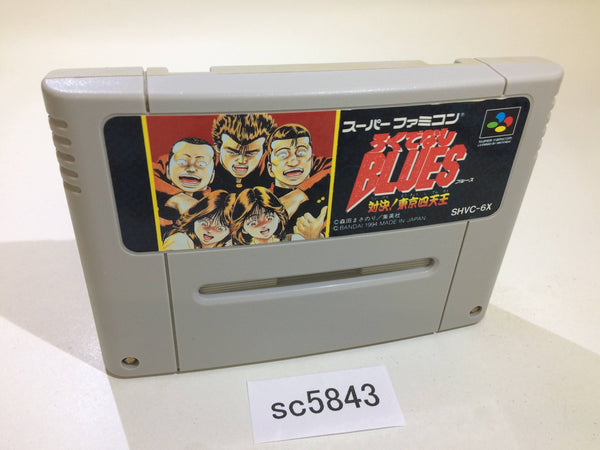 スーパーファミコン®
ろくでなし
BLUES
ブルース
対決!東京四天王
©森田まさのり／集英社
©BANDAI 1994 MADE IN JAPAN
SUPER FAMICOM
SHVC-6X
sc5843